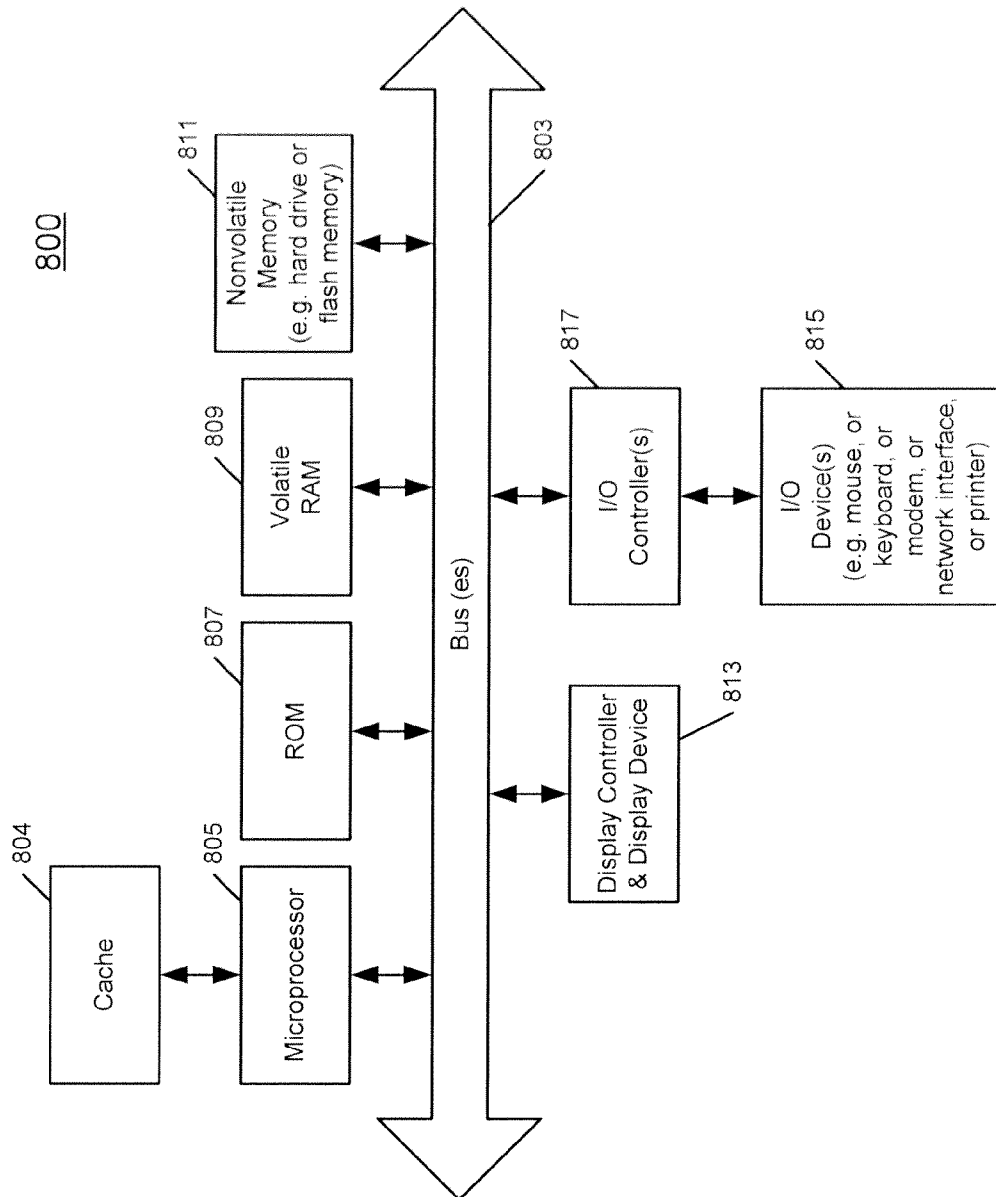 800
804
Cache
805
Microprocessor
807
ROM
809
Volatile
RAM
811
Nonvolatile
Memory
(e.g. hard drive or
flash memory)
Bus (es)
803
813
Display Controller
& Display Device
817
I/O
Controller(s)
815
I/O
Device(s)
(e.g. mouse, or
keyboard, or
modem, or
network interface,
or printer)